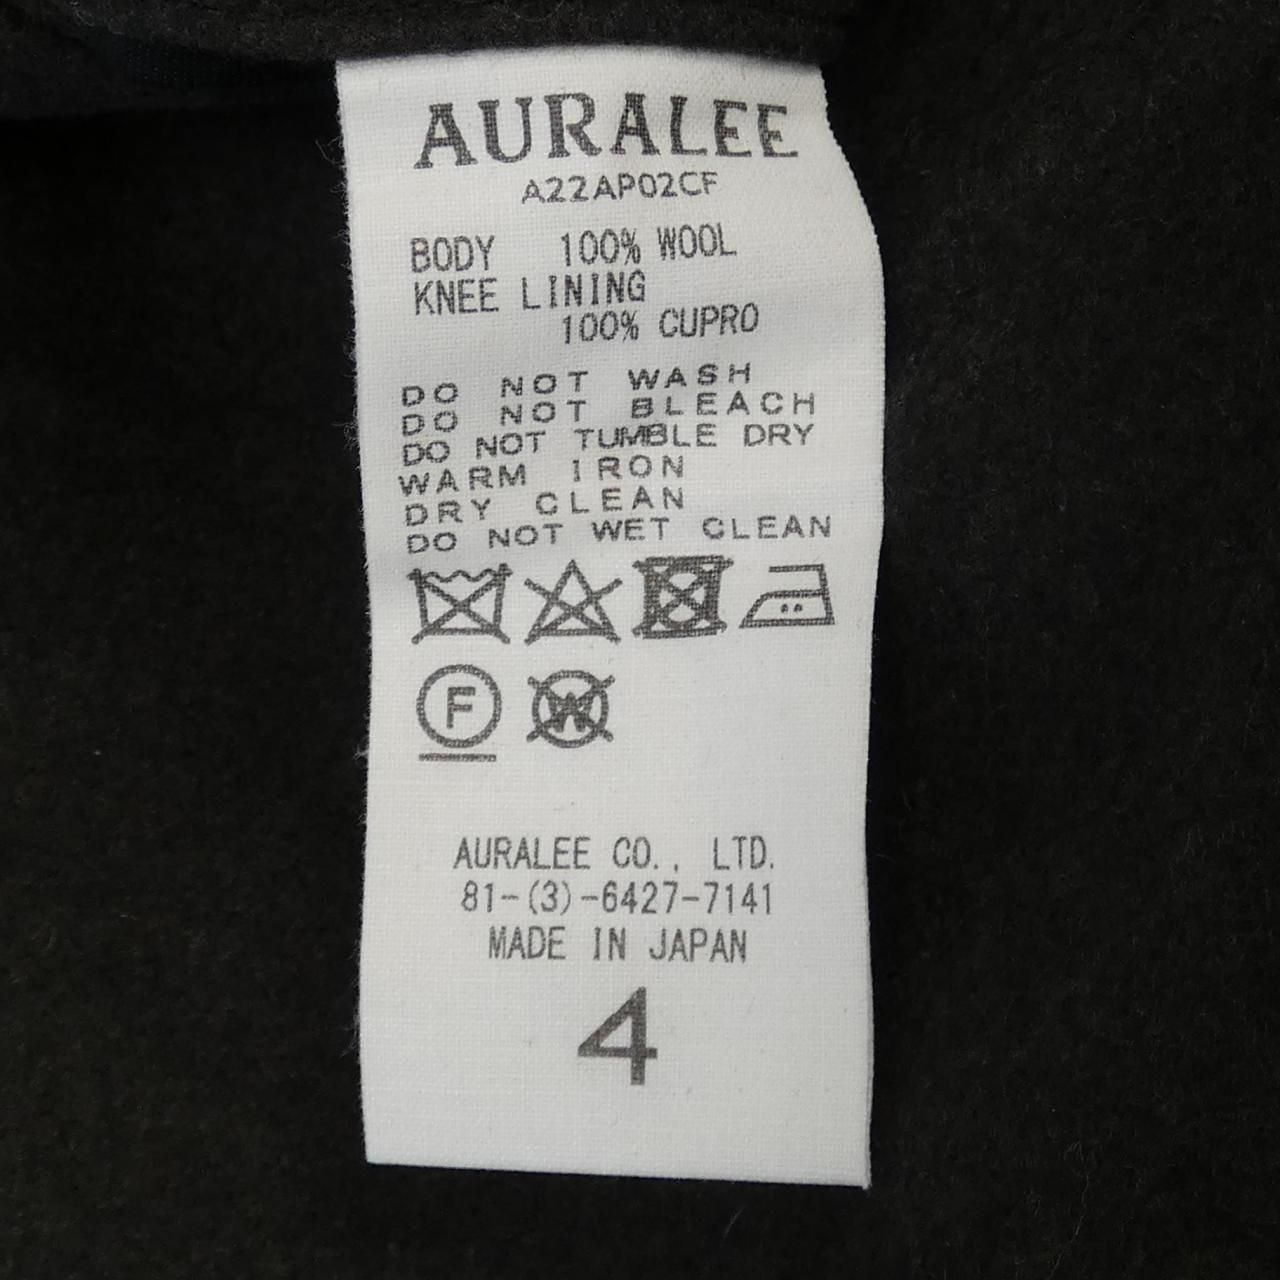 AURALEE
A22AP02CF
BODY 100% WOOL
KNEE LINING
100% CUPRO
DO NOT WASH
DO NOT BLEACH
DO NOT TUMBLE DRY
WARM IRON
DRY CLEAN
DO NOT WET CLEAN
F W
AURALEE CO., LTD.
81-(3)-6427-7141
MADE IN JAPAN
4